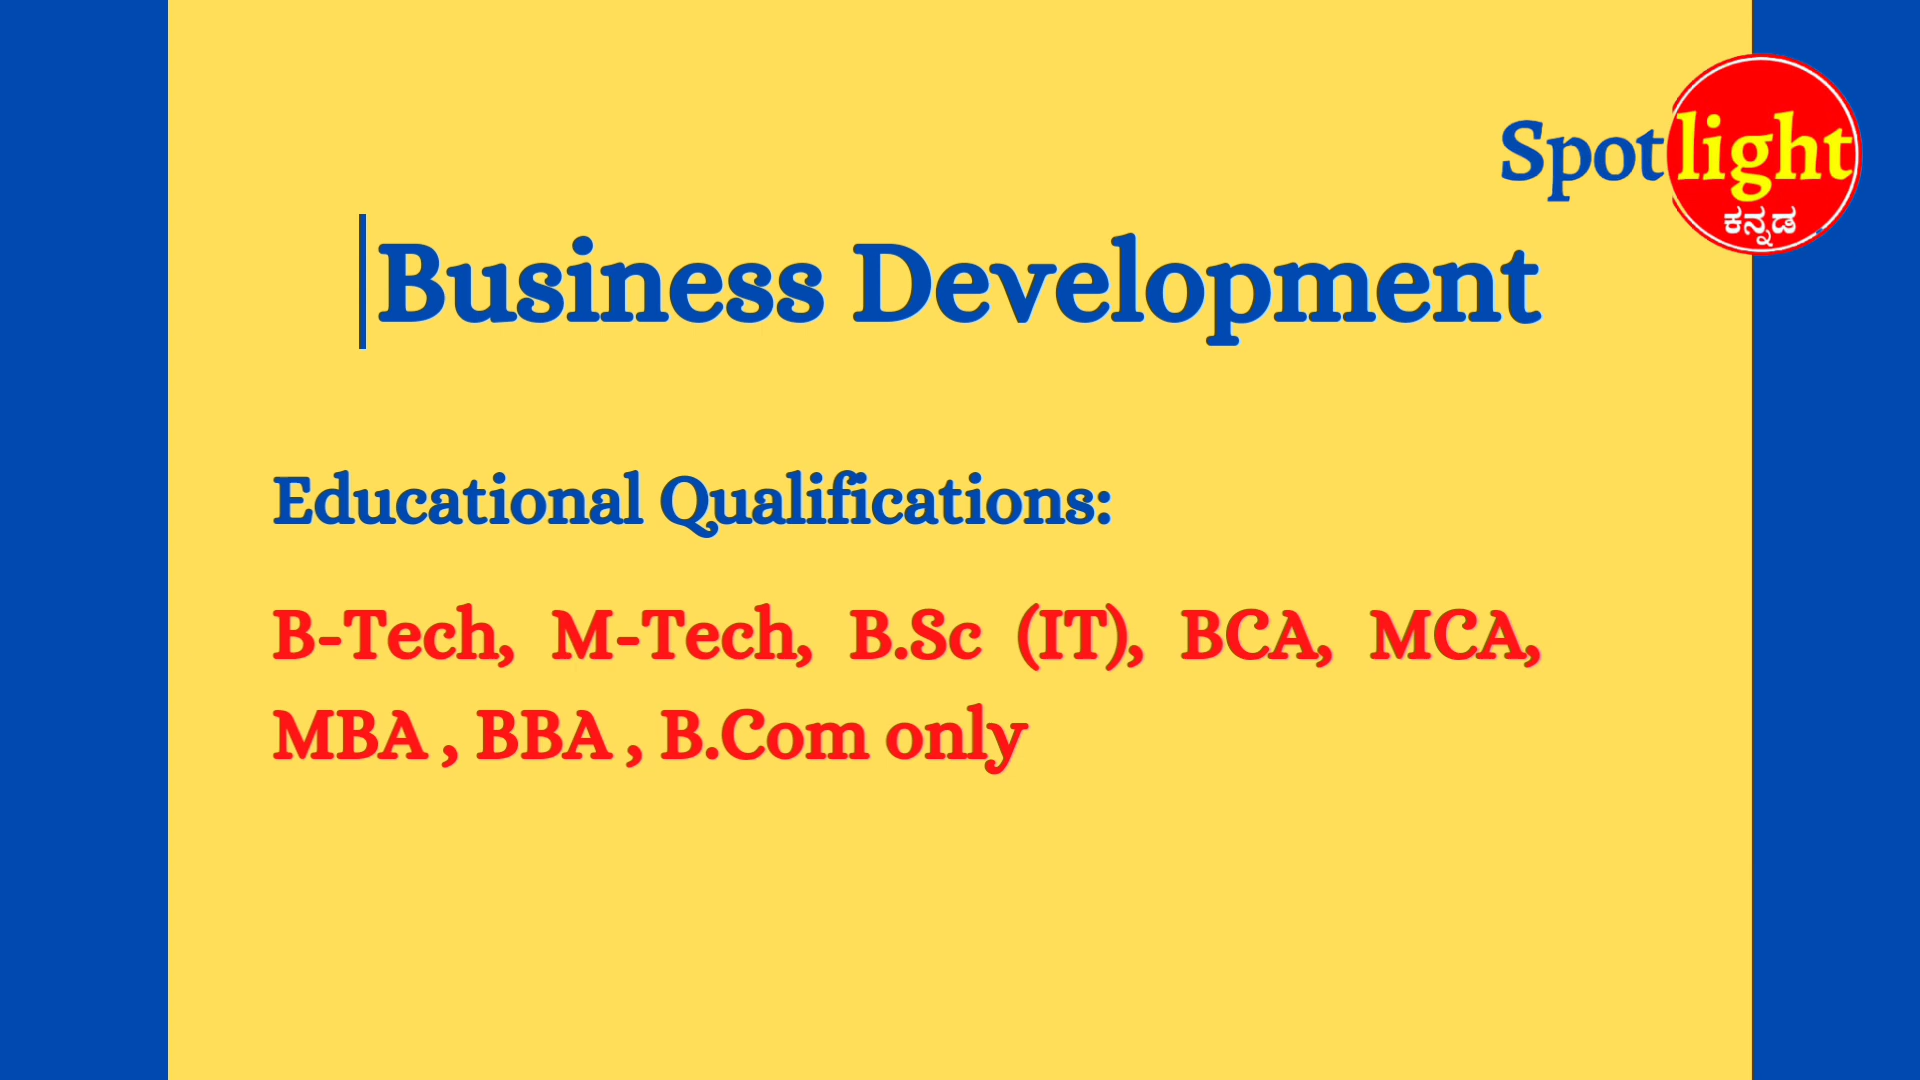 Spotlight
ಕನ್ನಡ
Business Development
Educational Qualifications:
B-Tech, M-Tech, B.Sc (IT), BCA, MCA,
MBA , BBA , B.Com only